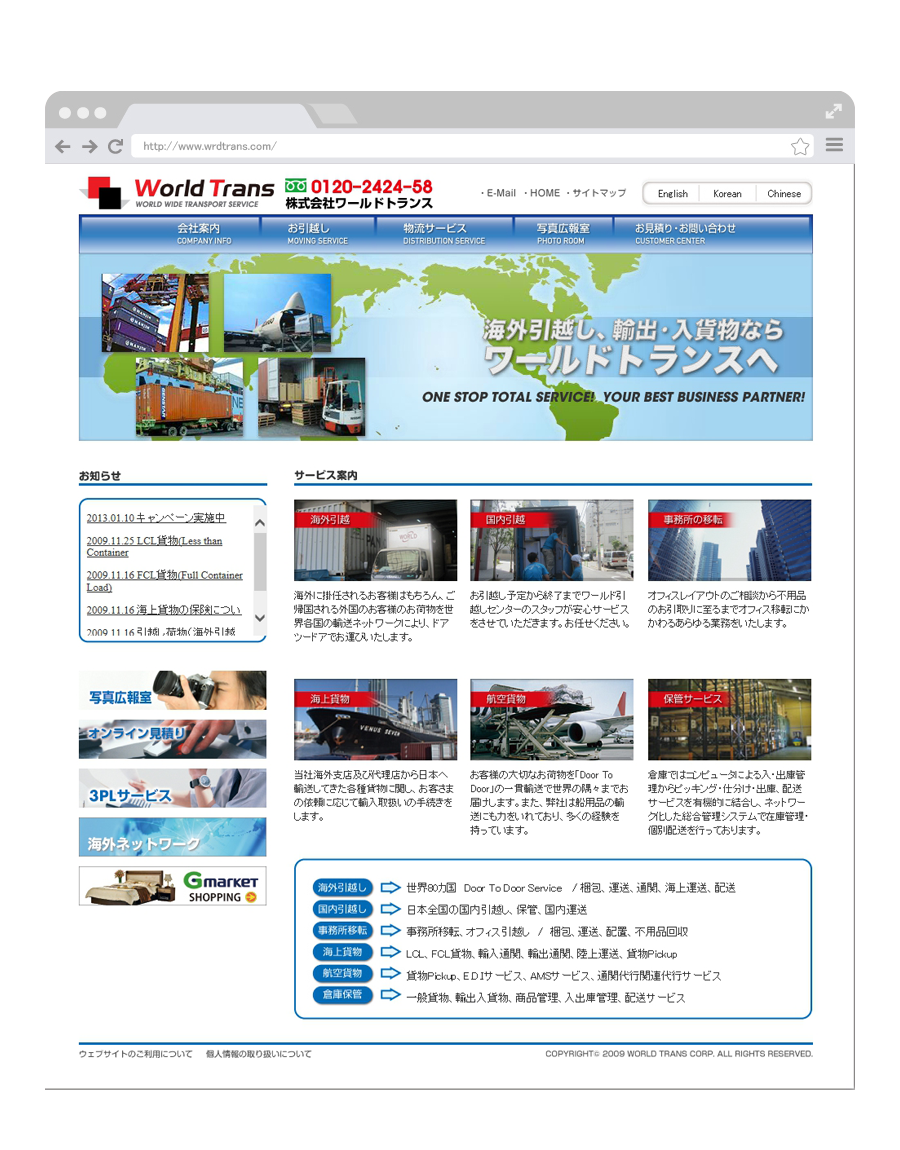 http://www.wrdtrans.com/
World Trans
WORLD WIDE TRANSPORT SERVICE
0120-2424-58
株式会社ワールドトランス
・E-Mail ・HOME ・サイトマップ
English Korean Chinese
会社案内 お引越し 物流サービス 写真広報室 お見積り・お問い合わせ
COMPANY INFO MOVING SERVICE DISTRIBUTION SERVICE PHOTO ROOM CUSTOMER CENTER
海外引越し、輸出・入貨物なら
ワールドトランスへ
ONE STOP TOTAL SERVICE! YOUR BEST BUSINESS PARTNER!
お知らせ
2013.01.10 キャンペーン実施中
2009.11.25 LCL貨物(Less than
Container
2009.11.16 FCL貨物(Full Container
Load)
2009.11.16 海上貨物の保険につい
2009.11.16 引越し荷物(海外引越
写真広報室
オンライン見積り
3PLサービス
海外ネットワーク
Gmarket
SHOPPING
サービス案内
海外引越
海外に掛任されるお客様はもちろん、ご
帰国される外国のお客様のお荷物を世
界各国の輸送ネットワークにより、ドア
ツードアでお運びいたします。
国内引越
お引越し予定から終了までワールド引
越しセンターのスタッフが安心サービス
をさせていただきます。お任せください。
事務所の移転
オフィスレイアウトのご相談から不用品
のお引取りに至るまでオフィス移転にか
かわるあらゆる業務をいたします。
海上貨物
VENUS SEVEN
当社海外支店及び代理店から日本へ
輸送してきた各種貨物に関し、お客さま
の依頼に応じて輸入取扱いの手続きを
します。
航空貨物
お客様の大切なお荷物を「Door To
Door」の一貫輸送で世界の隅々までお
届けします。また、弊社は船用品の輸
送にも力をいれており、多くの経験を
持っています。
保管サービス
倉庫ではコンピュータによる入・出庫管
理からピッキング・仕分け・出庫、配送
サービスを有機的に結合し、ネットワー
ク化した総合管理システムで在庫管理・
個別配送を行っております。
海外引越し 世界80カ国 Door To Door Service / 梱包、運送、通関、海上運送、配送
国内引越し 日本全国の国内引越し、保管、国内運送
事務所移転 事務所移転、オフィス引越し / 梱包、運送、配置、不用品回収
海上貨物 LCL、FCL貨物、輸入通関、輸出通関、陸上運送、貨物Pickup
航空貨物 貨物Pickup、EDIサービス、AMSサービス、通関代行関連代行サービス
倉庫保管 一般貨物、輸出入貨物、商品管理、入出庫管理、配送サービス
ウェブサイトのご利用について 個人情報の取り扱いについて
COPYRIGHT© 2009 WORLD TRANS CORP. ALL RIGHTS RESERVED.